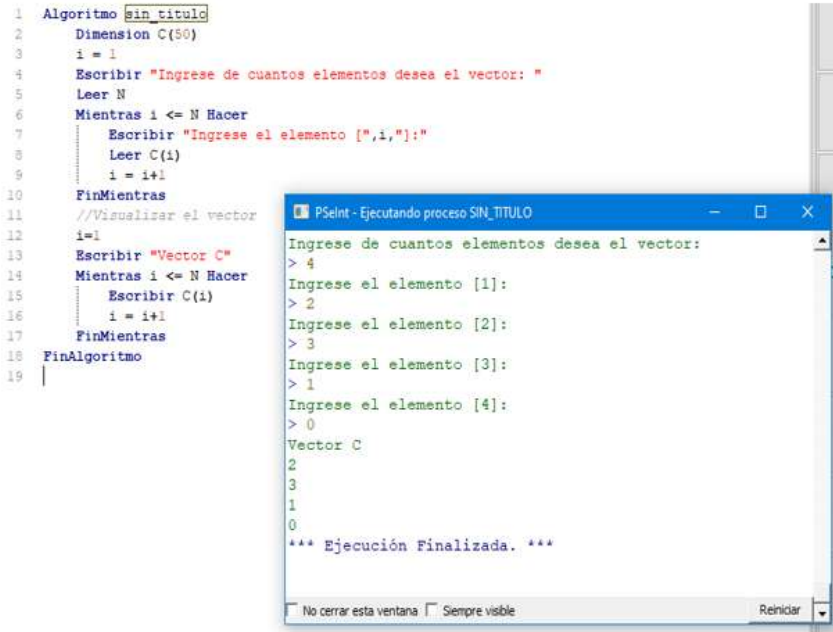 1 Algoritmo sin_titulo
2 Dimension C(50)
3 i = 1
4 Escribir "Ingrese de cuantos elementos desea el vector: "
5 Leer N
6 Mientras i <= N Hacer
7 Escribir "Ingrese el elemento [",i,"]:"
8 Leer C(i)
9 i = i+1
10 FinMientras
11 //Visualizar el vector
12 i=1
13 Escribir "Vector C"
14 Mientras i <= N Hacer
15 Escribir C(i)
16 i = i+1
17 FinMientras
18 FinAlgoritmo
19
PSeInt - Ejecutando proceso SIN_TITULO
Ingrese de cuantos elementos desea el vector:
> 4
Ingrese el elemento [1]:
> 2
Ingrese el elemento [2]:
> 3
Ingrese el elemento [3]:
> 1
Ingrese el elemento [4]:
> 0
Vector C
2
3
1
0
*** Ejecución Finalizada. ***
No cerrar esta ventana Siempre visible Reiniciar